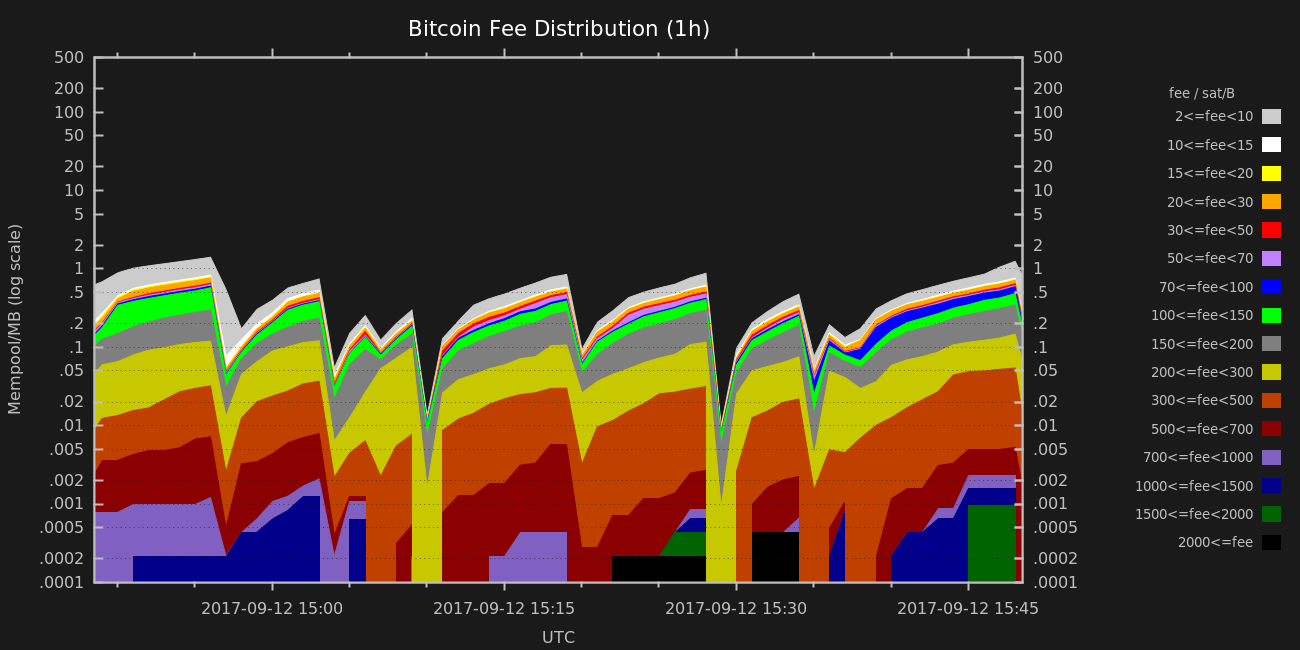 Bitcoin Fee Distribution (1h)
Mempool/MB (log scale)
500
200
100
50
20
10
5
2
1
.5
.2
.1
.05
.02
.01
.005
.002
.001
.0005
.0002
.0001
500
200
100
50
20
10
5
2
1
.5
.2
.1
.05
.02
.01
.005
.002
.001
.0005
.0002
.0001
2017-09-12 15:00
2017-09-12 15:15
2017-09-12 15:30
2017-09-12 15:45
UTC
fee / sat/B
2<=fee<10
10<=fee<15
15<=fee<20
20<=fee<30
30<=fee<50
50<=fee<70
70<=fee<100
100<=fee<150
150<=fee<200
200<=fee<300
300<=fee<500
500<=fee<700
700<=fee<1000
1000<=fee<1500
1500<=fee<2000
2000<=fee